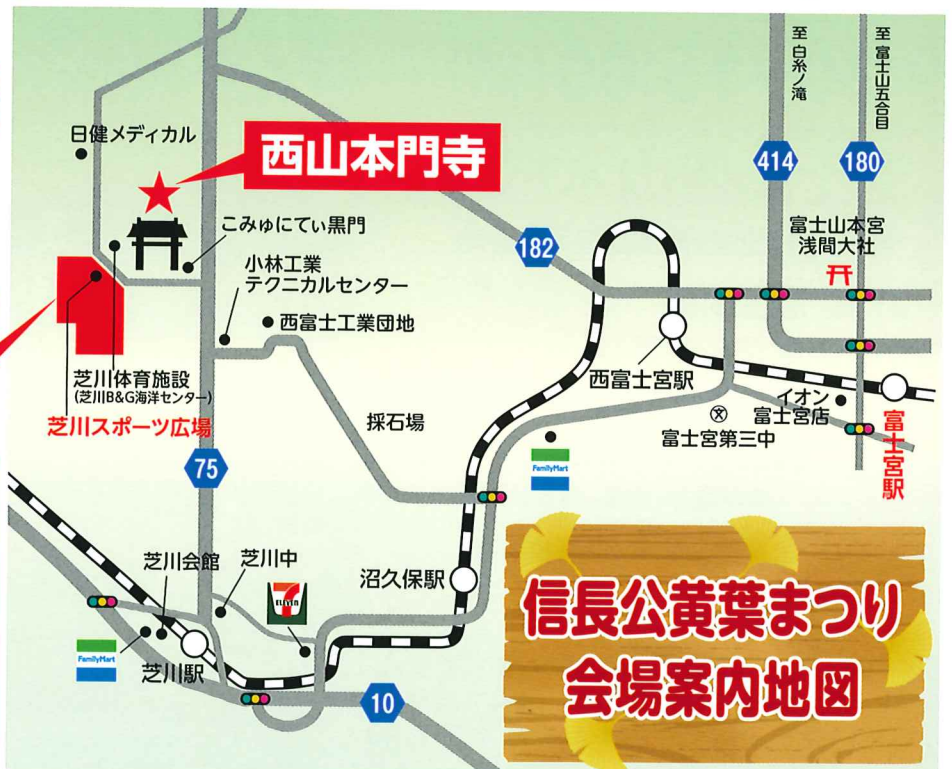 至 白糸ノ滝
至 富士山五合目
日健メディカル
西山本門寺
414
180
こみゅにてぃ黒門
182
富士山本宮
浅間大社
小林工業
テクニカルセンター
西富士工業団地
芝川体育施設
(芝川B&G海洋センター)
芝川スポーツ広場
採石場
西富士宮駅
イオン
富士宮店
文
富士宮第三中
富士宮駅
75
FamilyMart
芝川会館
芝川中
7
ELEVEN
沼久保駅
FamilyMart
芝川駅
10
信長公黄葉まつり
会場案内地図